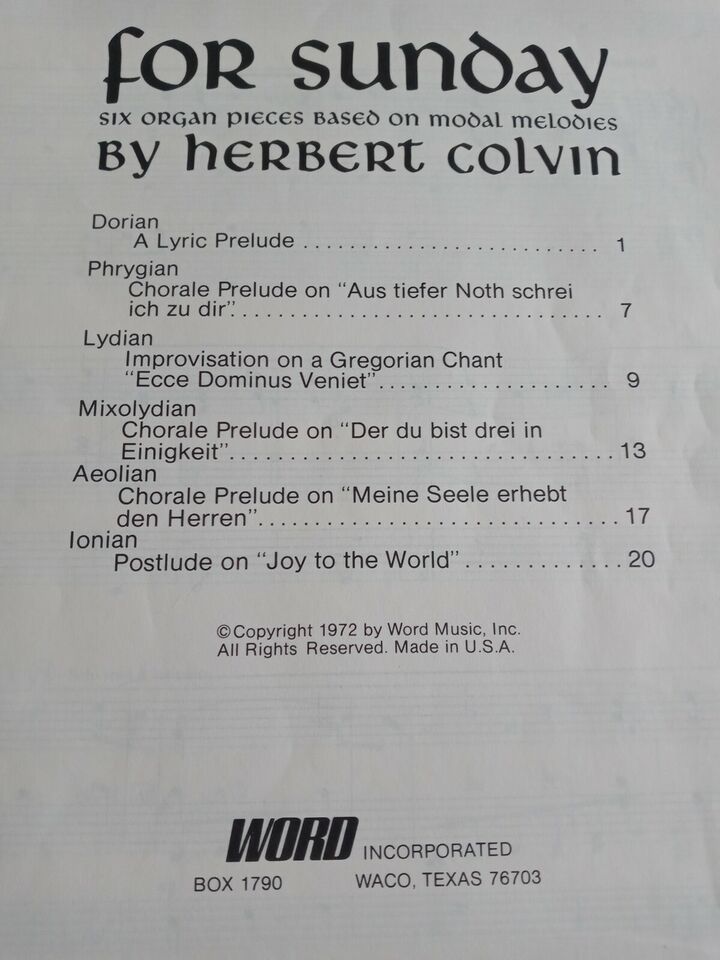 for sunday
six organ pieces based on modal melodies
by herbert colvin
Dorian
A Lyric Prelude .......................... 1
Phrygian
Chorale Prelude on "Aus tiefer Noth schrei
ich zu dir" ................................ 7
Lydian
Improvisation on a Gregorian Chant
"Ecce Dominus Veniet" .................... 9
Mixolydian
Chorale Prelude on "Der du bist drei in
Einigkeit" ................................. 13
Aeolian
Chorale Prelude on "Meine Seele erhebt
den Herren" ............................... 17
Ionian
Postlude on "Joy to the World" ............. 20
©Copyright 1972 by Word Music, Inc.
All Rights Reserved. Made in U.S.A.
WORD INCORPORATED
BOX 1790 WACO, TEXAS 76703